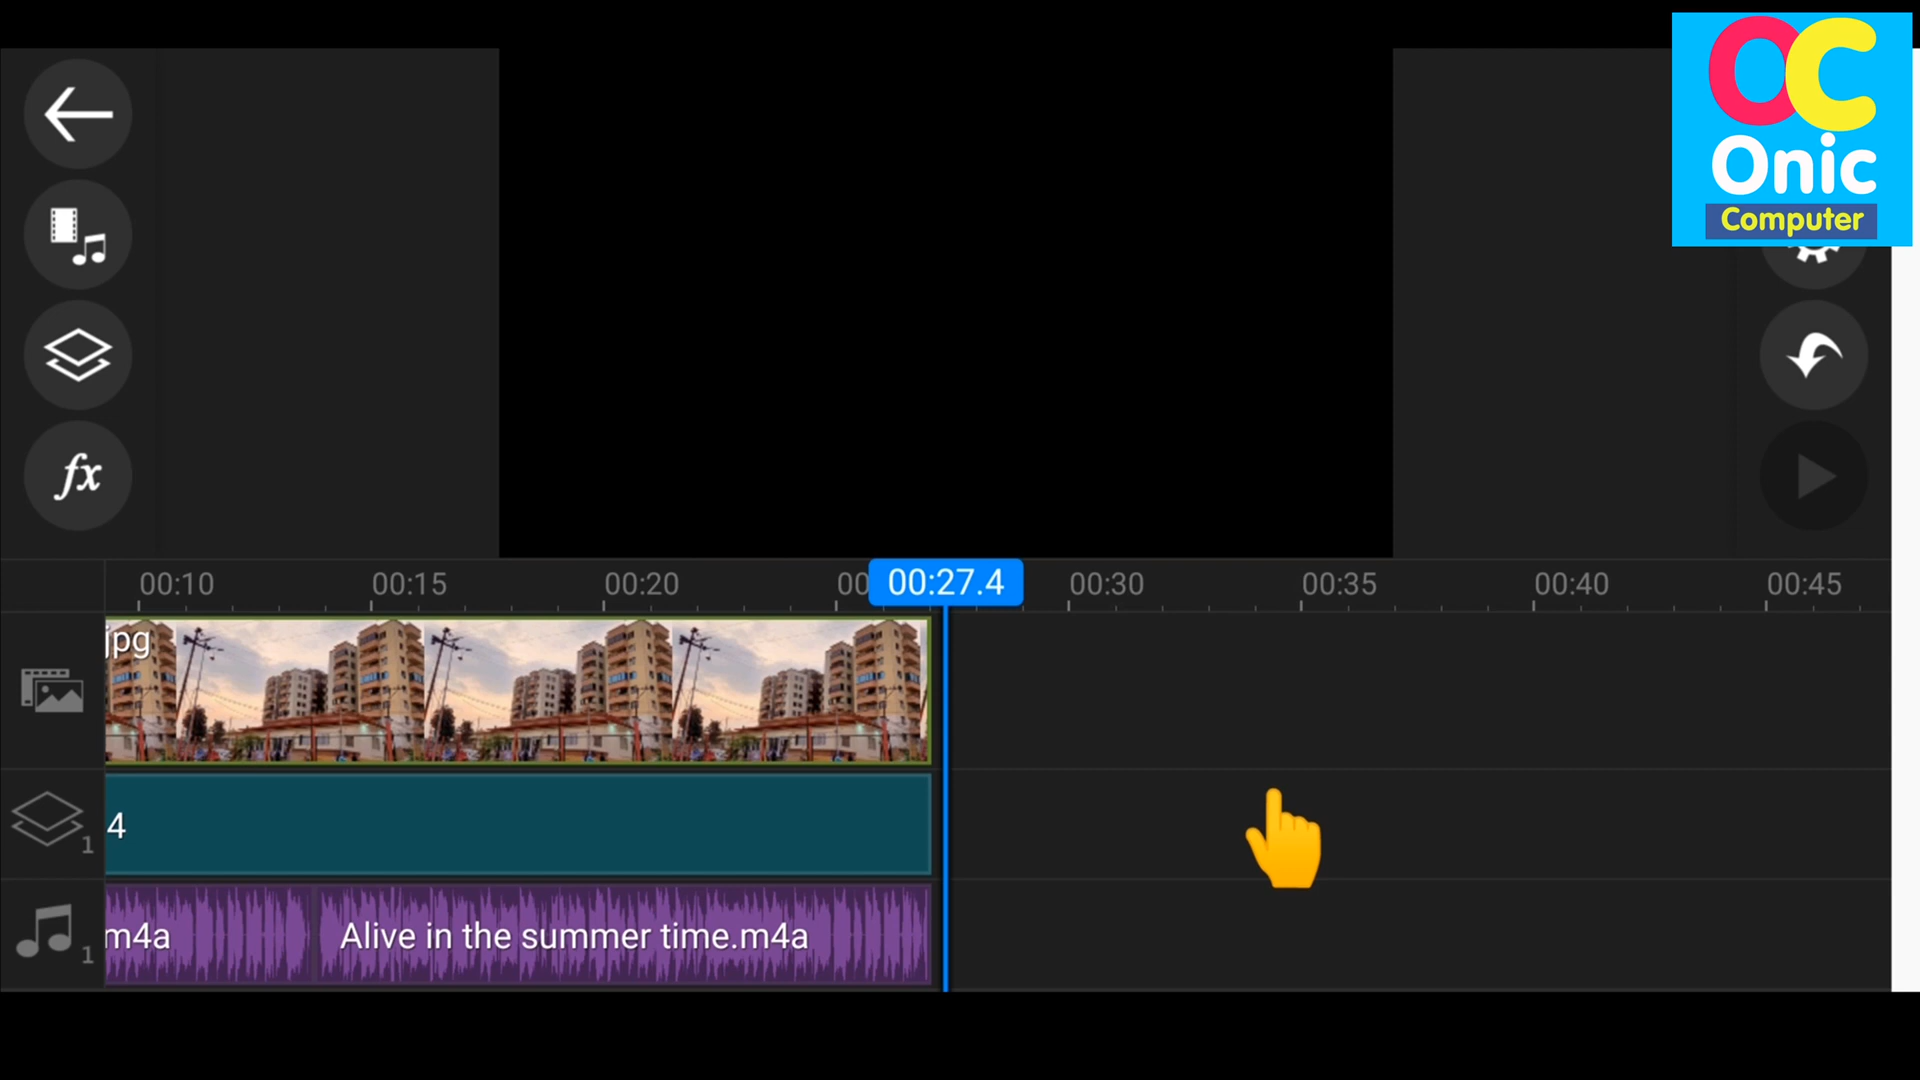 OC
Onic
Computer
fx
00:10 00:15 00:20 00 00:27.4 00:30 00:35 00:40 00:45
jpg
4
1
m4a Alive in the summer time.m4a
1